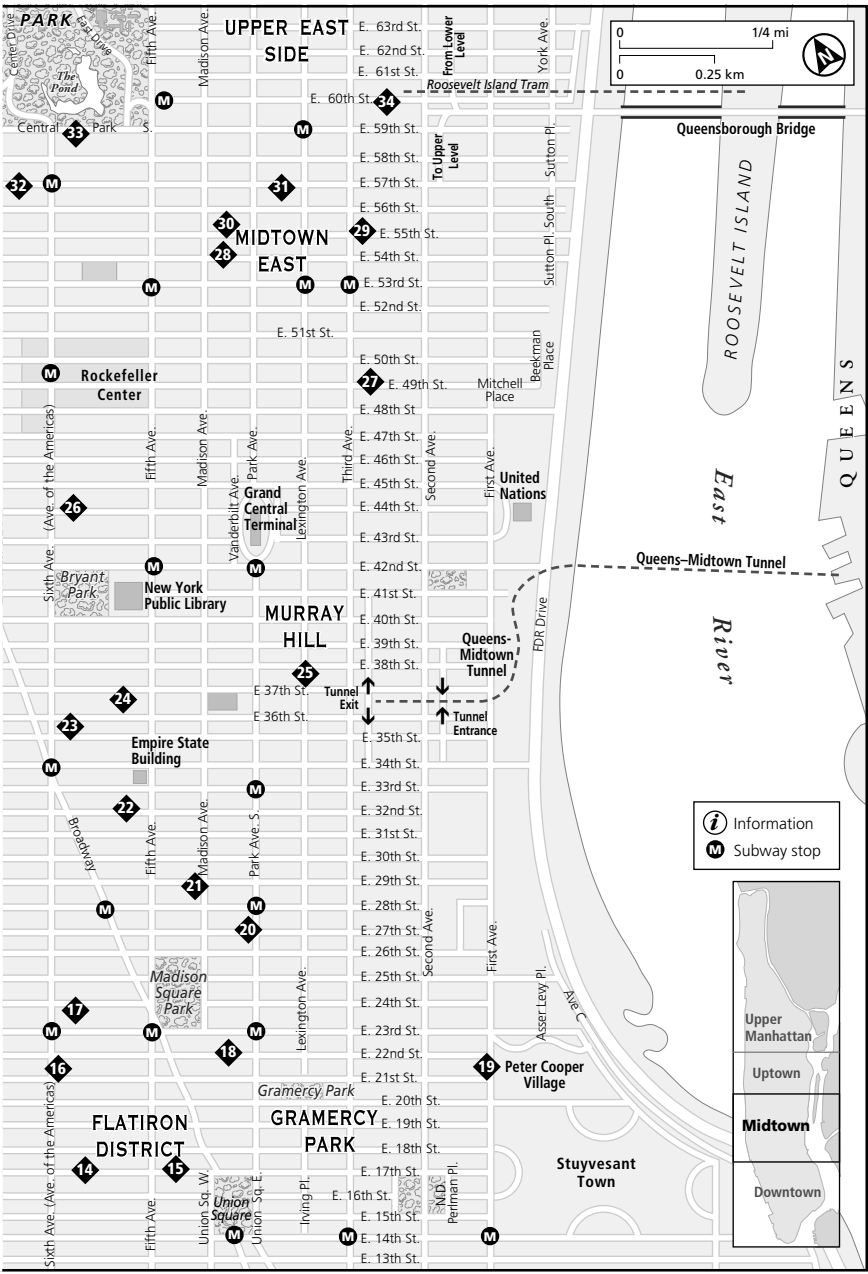 PARK
Center Drive
East Drive
The
Pond
Fifth Ave.
Madison Ave.
UPPER EAST
SIDE
E. 63rd St.
E. 62nd St.
E. 61st St.
From Lower
Level
York Ave.
0 1/4 mi
0 0.25 km
N
Roosevelt Island Tram
M
E. 60th St.
34
Central Park S.
33
M
E. 59th St.
To Upper
Level
Queensborough Bridge
E. 58th St.
Sutton Pl.
32
M
31
E. 57th St.
E. 56th St.
30
29
E. 55th St.
MIDTOWN
EAST
28
E. 54th St.
Sutton Pl. South
M
M
M
E. 53rd St.
E. 52nd St.
E. 51st St.
ROOSEVELT ISLAND
QUEENS
E. 50th St.
Beekman
Place
M
Rockefeller
Center
27
E. 49th St.
Mitchell
Place
E. 48th St.
Sixth Ave. (Ave. of the Americas)
Fifth Ave.
Madison Ave.
Vanderbilt Ave.
Park Ave.
Lexington Ave.
Third Ave.
Second Ave.
First Ave.
E. 47th St.
E. 46th St.
E. 45th St.
26
Grand
Central
Terminal
E. 44th St.
United
Nations
E. 43rd St.
East
River
M
M
E. 42nd St.
Queens–Midtown Tunnel
Bryant
Park
New York
Public Library
E. 41st St.
MURRAY
HILL
E. 40th St.
E. 39th St.
E. 38th St.
Queens-
Midtown
Tunnel
FDR Drive
25
24
E 37th St.
Tunnel
Exit
23
E 36th St.
Tunnel
Entrance
Empire State
Building
E. 35th St.
M
E. 34th St.
M
E. 33rd St.
22
E. 32nd St.
Broadway
Fifth Ave.
Madison Ave.
Park Ave. S.
E. 31st St.
E. 30th St.
i Information
M Subway stop
21
E. 29th St.
M
M
E. 28th St.
20
E. 27th St.
E. 26th St.
Lexington Ave.
Second Ave.
First Ave.
Madison
Square
Park
E. 25th St.
Asser Levy Pl.
Ave C
17
E. 24th St.
M
M
M
E. 23rd St.
18
E. 22nd St.
16
19
Peter Cooper
Village
E. 21st St.
Gramercy Park
E. 20th St.
Sixth Ave. (Ave. of the Americas)
FLATIRON
DISTRICT
GRAMERCY
PARK
E. 19th St.
E. 18th St.
14
15
E. 17th St.
Stuyvesant
Town
Fifth Ave.
Union Sq. W.
Union
Square
Union Sq. E.
Irving Pl.
E. 16th St.
N.D.
Perlman Pl.
E. 15th St.
M
M
E. 14th St.
M
E. 13th St.
Upper
Manhattan
Uptown
Midtown
Downtown